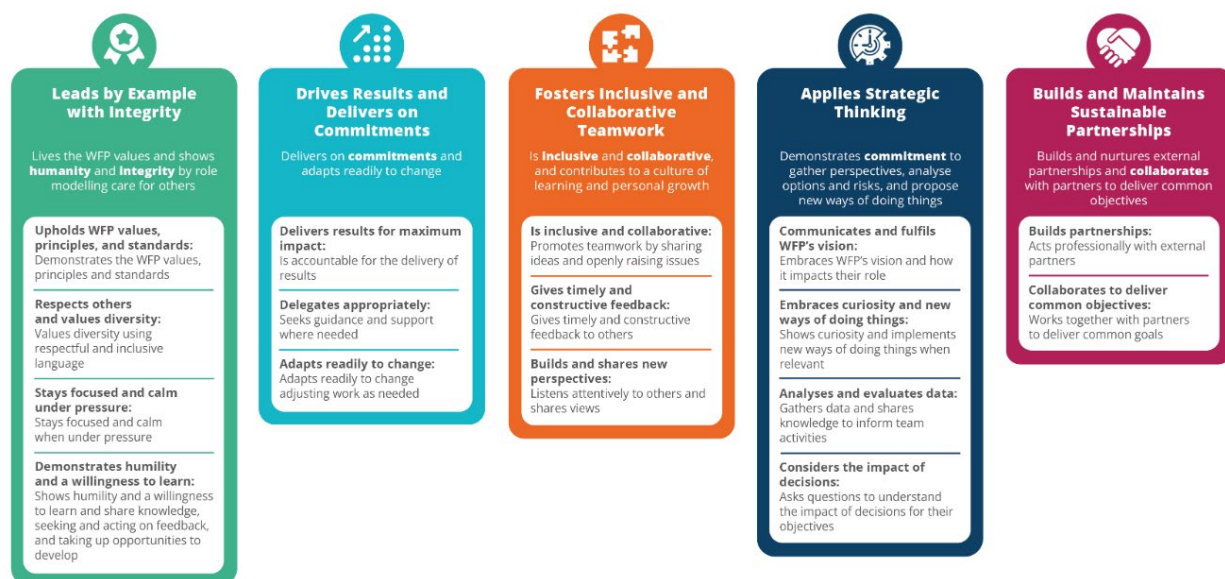 Leads by Example
with Integrity
Lives the WFP values and shows
humanity and integrity by role
modelling care for others
Upholds WFP values,
principles, and standards:
Demonstrates the WFP values,
principles and standards
Respects others
and values diversity:
Values diversity using
respectful and inclusive
language
Stays focused and calm
under pressure:
Stays focused and calm
when under pressure
Demonstrates humility
and a willingness to learn:
Shows humility and a willingness
to learn and share knowledge,
seeking and acting on feedback,
and taking up opportunities to
develop
Drives Results and
Delivers on
Commitments
Delivers on commitments and
adapts readily to change
Delivers results for maximum
impact:
Is accountable for the delivery of
results
Delegates appropriately:
Seeks guidance and support
where needed
Adapts readily to change:
Adapts readily to change
adjusting work as needed
Fosters Inclusive and
Collaborative
Teamwork
Is inclusive and collaborative,
and contributes to a culture of
learning and personal growth
Is inclusive and collaborative:
Promotes teamwork by sharing
ideas and openly raising issues
Gives timely and
constructive feedback:
Gives timely and constructive
feedback to others
Builds and shares new
perspectives:
Listens attentively to others and
shares views
Applies Strategic
Thinking
Demonstrates commitment to
gather perspectives, analyse
options and risks, and propose
new ways of doing things
Communicates and fulfils
WFP's vision:
Embraces WFP's vision and how
it impacts their role
Embraces curiosity and new
ways of doing things:
Shows curiosity and implements
new ways of doing things when
relevant
Analyses and evaluates data:
Gathers data and shares
knowledge to inform team
activities
Considers the impact of
decisions:
Asks questions to understand
the impact of decisions for their
objectives
Builds and Maintains
Sustainable
Partnerships
Builds and nurtures external
partnerships and collaborates
with partners to deliver common
objectives
Builds partnerships:
Acts professionally with external
partners
Collaborates to deliver
common objectives:
Works together with partners
to deliver common goals